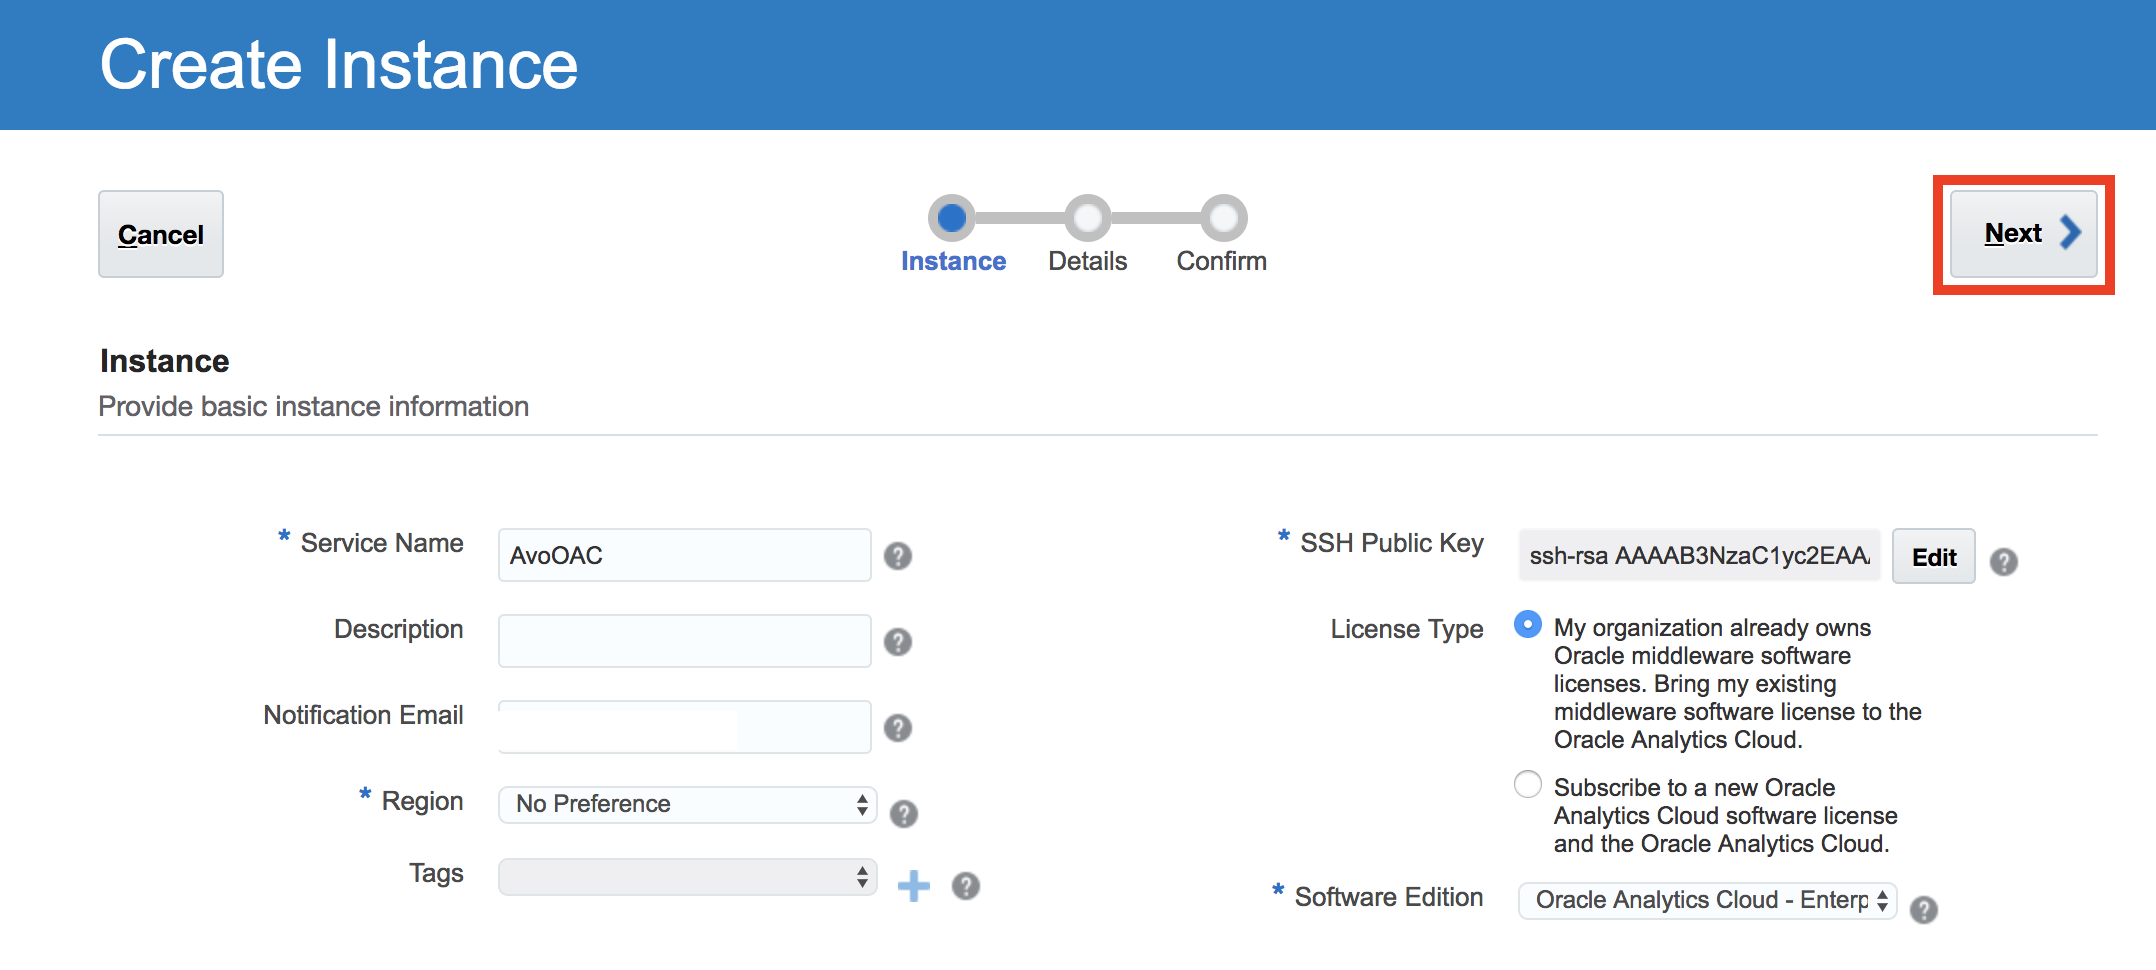 Create Instance
Cancel
Instance
Details
Confirm
Next
Instance
Provide basic instance information
* Service Name
AvoOAC
?
Description
?
Notification Email
?
* Region
No Preference
?
Tags
?
* SSH Public Key
ssh-rsa AAAAB3NzaC1yc2EAA
Edit
?
License Type
My organization already owns
Oracle middleware software
licenses. Bring my existing
middleware software license to the
Oracle Analytics Cloud.
Subscribe to a new Oracle
Analytics Cloud software license
and the Oracle Analytics Cloud.
* Software Edition
Oracle Analytics Cloud - Enterp
?